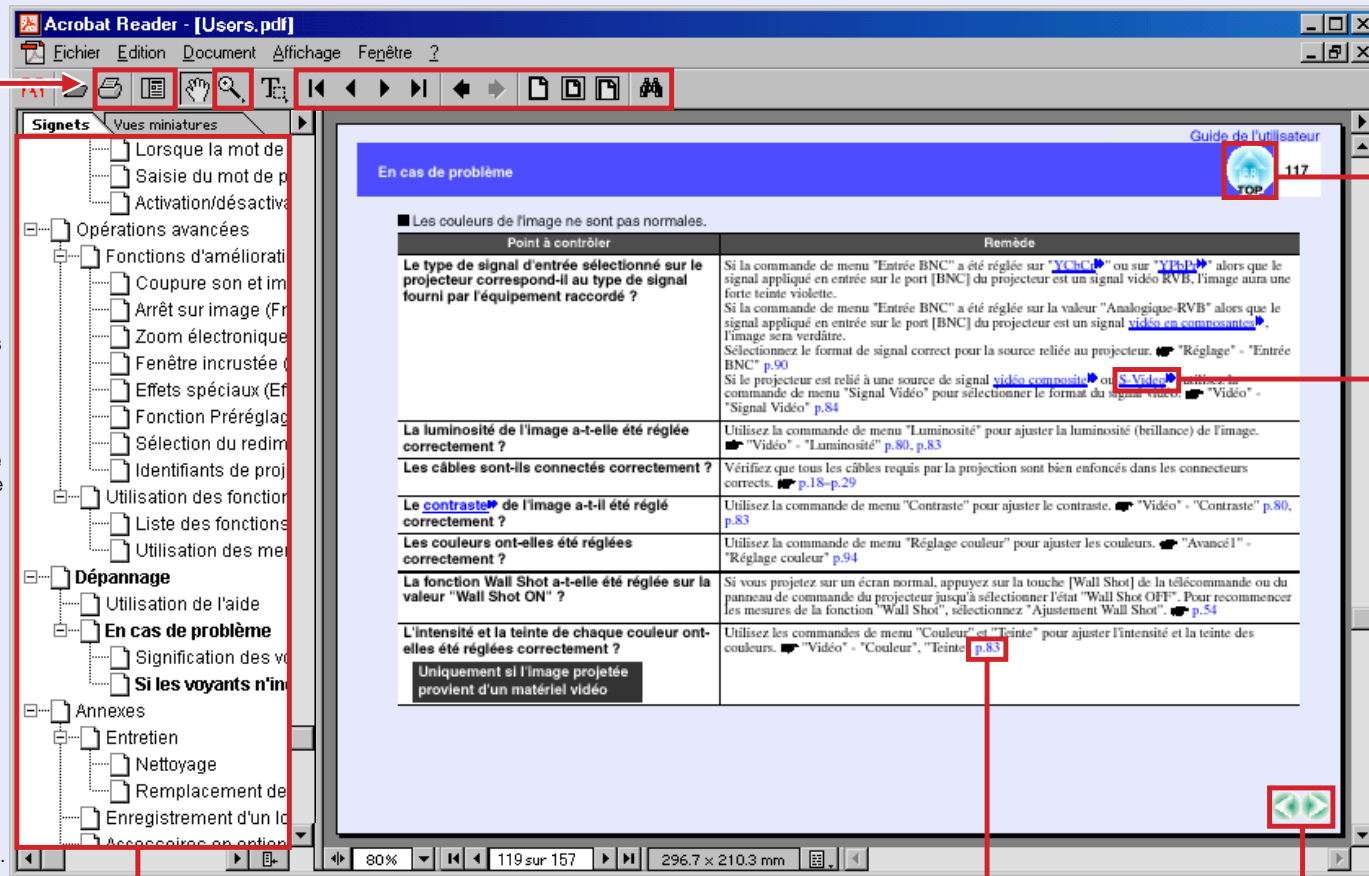 Acrobat Reader - [Users.pdf]
Fichier Edition Document Affichage Fenêtre ?
Signets Vues miniatures
Lorsque la mot de
Saisie du mot de p
Activation/désactiva
Opérations avancées
Fonctions d'améliorati
Coupure son et im
Arrêt sur image (Fr
Zoom électronique
Fenêtre incrustée (
Effets spéciaux (Ef
Fonction Préréglag
Sélection du redim
Identifiants de proj
Utilisation des fonction
Liste des fonctions
Utilisation des me
Dépannage
Utilisation de l'aide
En cas de problème
Signification des vo
Si les voyants n'in
Annexes
Entretien
Nettoyage
Remplacement de
Enregistrement d'un lo
Accessoires en option
Guide de l'utilisateur
En cas de problème
TOP
117
Les couleurs de l'image ne sont pas normales.
Point à contrôler
Remède
Le type de signal d'entrée sélectionné sur le
projecteur correspond-il au type de signal
fourni par l'équipement raccordé ?
Si la commande de menu "Entrée BNC" a été réglée sur "YCbCr" ou sur "YPbPr" alors que le
signal appliqué en entrée sur le port [BNC] du projecteur est un signal vidéo RVB, l'image aura une
forte teinte violette.
Si la commande de menu "Entrée BNC" a été réglée sur la valeur "Analogique-RVB" alors que le
signal appliqué en entrée sur le port [BNC] du projecteur est un signal vidéo en composantes,
l'image sera verdâtre.
Sélectionnez le format de signal correct pour la source reliée au projecteur. "Réglage" - "Entrée
BNC" p.90
Si le projecteur est relié à une source de signal vidéo composite ou S-Video, utilisez la
commande de menu "Signal Vidéo" pour sélectionner le format du signal vidéo. "Vidéo" -
"Signal Vidéo" p.84
La luminosité de l'image a-t-elle été réglée
correctement ?
Utilisez la commande de menu "Luminosité" pour ajuster la luminosité (brillance) de l'image.
"Vidéo" - "Luminosité" p.80, p.83
Les câbles sont-ils connectés correctement ?
Vérifiez que tous les câbles requis par la projection sont bien enfoncés dans les connecteurs
corrects. p.18–p.29
Le contraste de l'image a-t-il été réglé
correctement ?
Utilisez la commande de menu "Contraste" pour ajuster le contraste. "Vidéo" - "Contraste" p.80,
p.83
Les couleurs ont-elles été réglées
correctement ?
Utilisez la commande de menu "Réglage couleur" pour ajuster les couleurs. "Avancé1" -
"Réglage couleur" p.94
La fonction Wall Shot a-t-elle été réglée sur la
valeur "Wall Shot ON" ?
Si vous projetez sur un écran normal, appuyez sur la touche [Wall Shot] de la télécommande ou du
panneau de commande du projecteur jusqu'à sélectionner l'état "Wall Shot OFF". Pour recommencer
les mesures de la fonction "Wall Shot", sélectionnez "Ajustement Wall Shot". p.54
L'intensité et la teinte de chaque couleur ont-
elles été réglées correctement ?
Uniquement si l'image projetée
provient d'un matériel vidéo
Utilisez les commandes de menu "Couleur" et "Teinte" pour ajuster l'intensité et la teinte des
couleurs. "Vidéo" - "Couleur", "Teinte p.83
80% 119 sur 157 296.7 x 210.3 mm